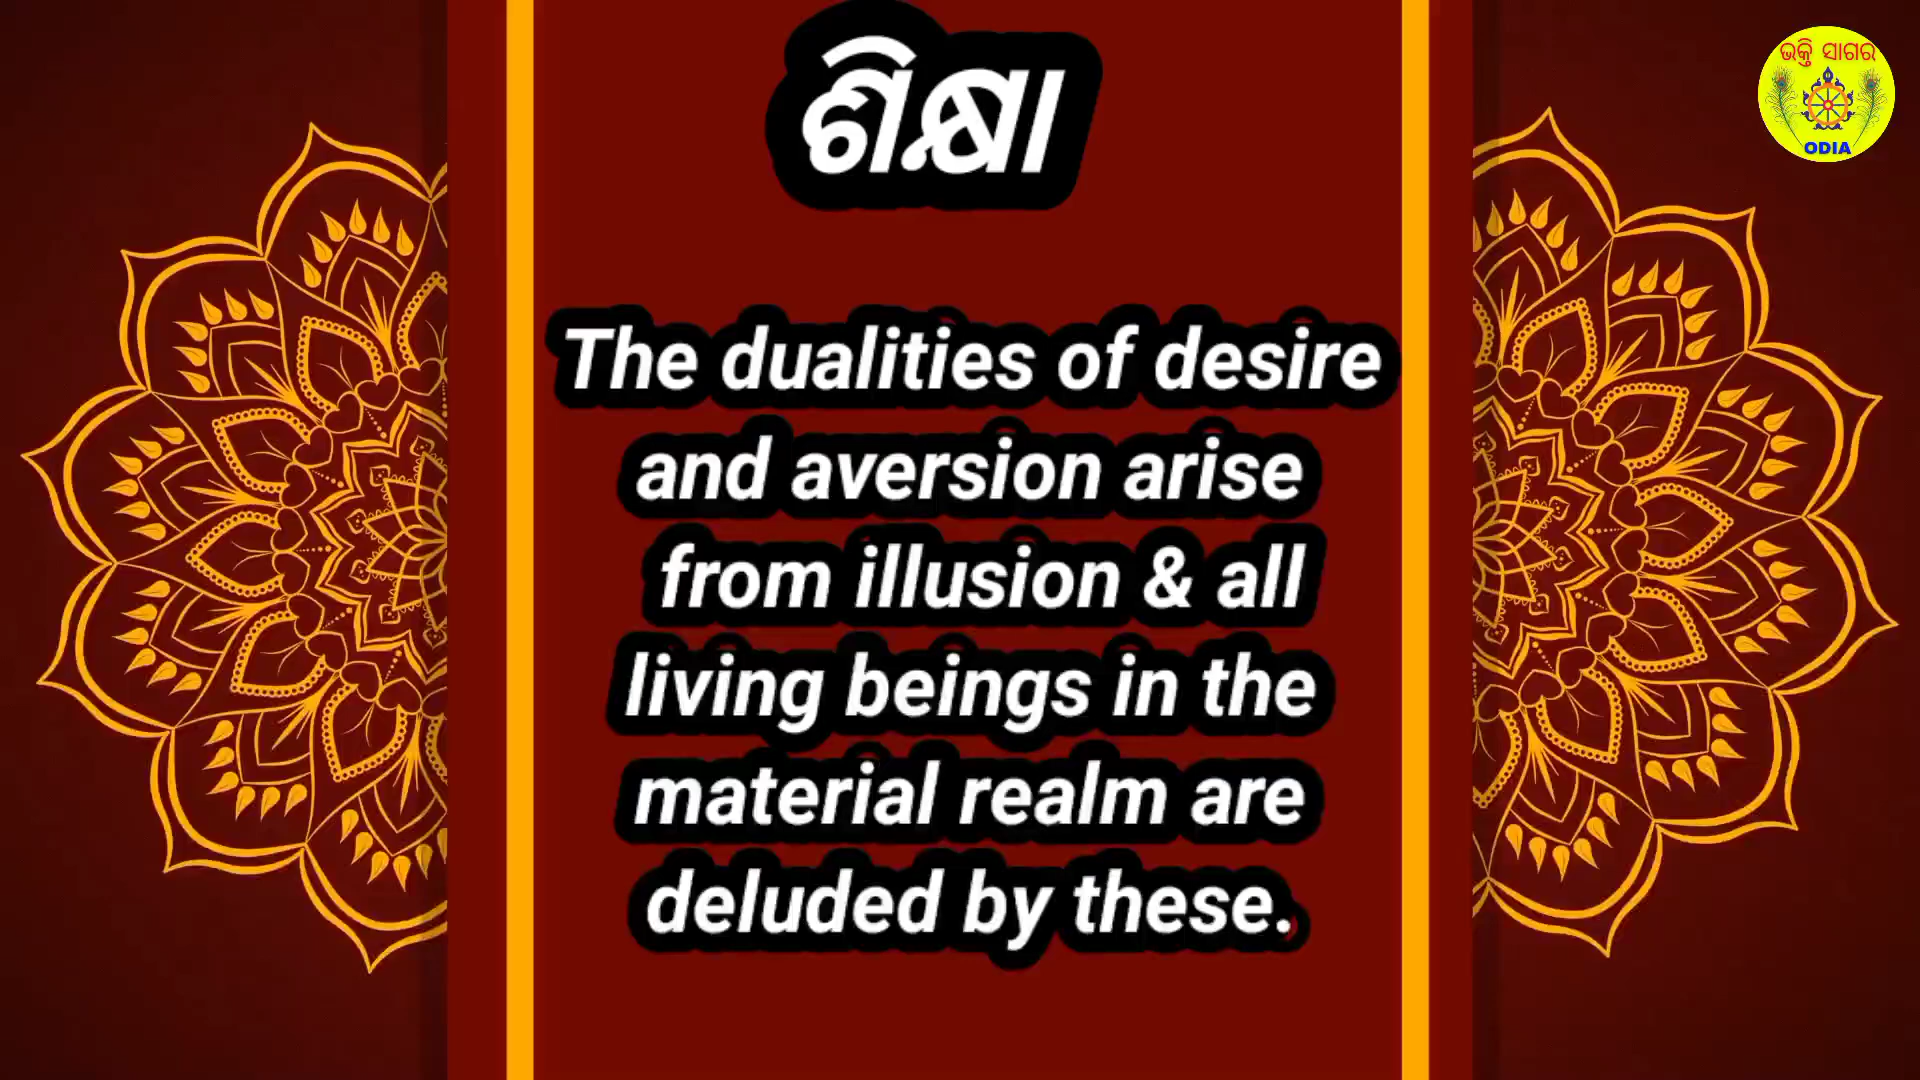 ଶିକ୍ଷା
The dualities of desire
and aversion arise
from illusion & all
living beings in the
material realm are
deluded by these.
ଭକ୍ତି ସାଗର
ODIA